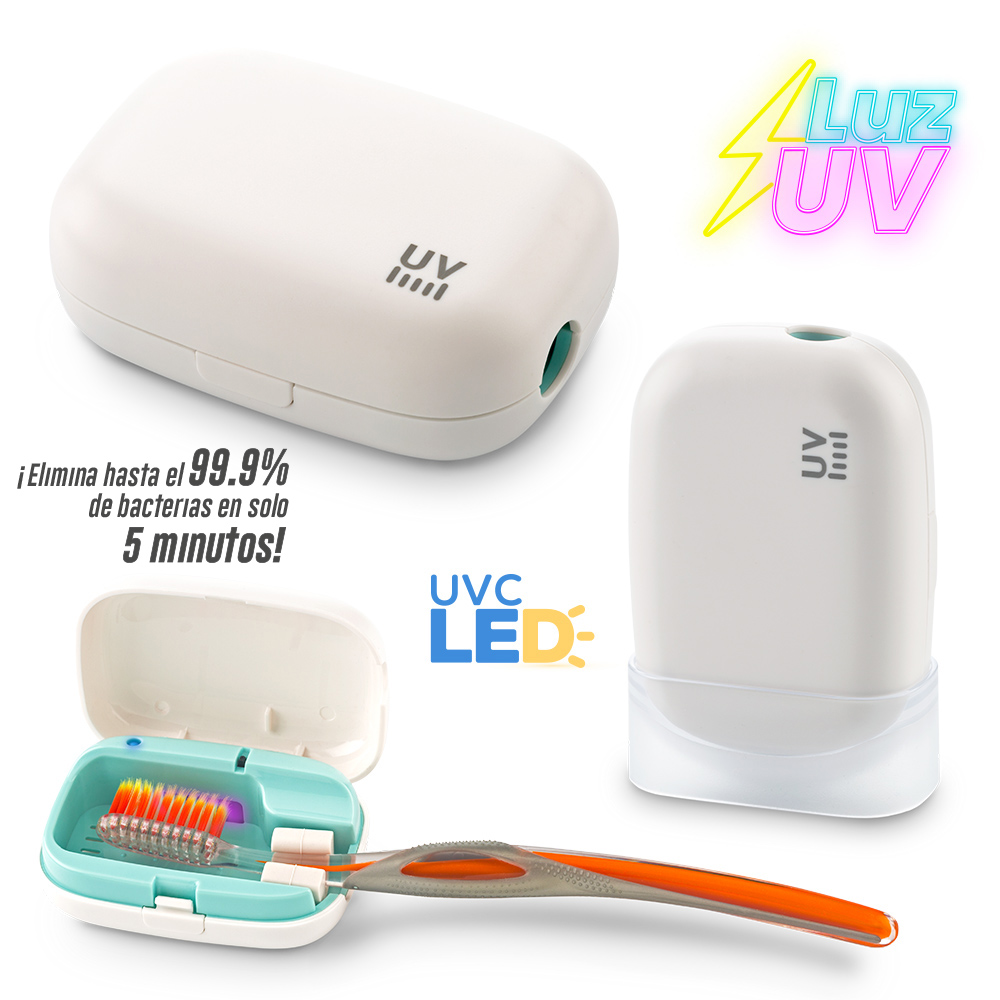 Luz
UV
UV
UV
¡Elimina hasta el 99.9%
de bacterias en solo
5 minutos!
UVC
LED